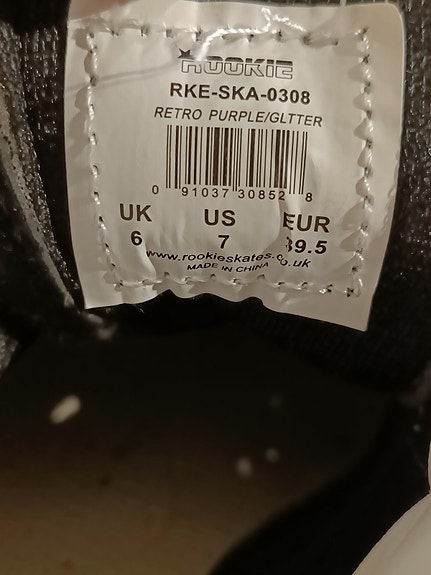 ROOKIE
RKE-SKA-0308
RETRO PURPLE/GLTTER
0 91037 30852 8
UK US EUR
6 7 39.5
www.rookieskates.co.uk
MADE IN CHINA